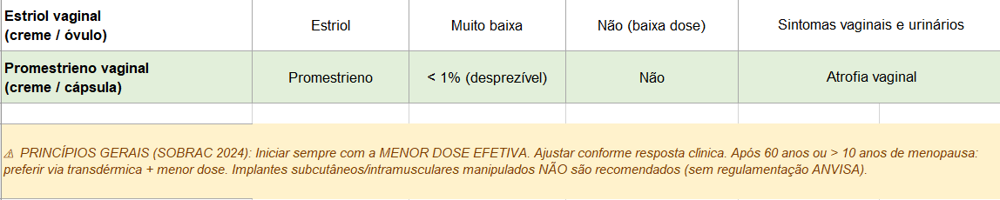 Estriol vaginal
(creme / óvulo)
Estriol
Muito baixa
Não (baixa dose)
Sintomas vaginais e urinários
Promestrieno vaginal
(creme / cápsula)
Promestrieno
< 1% (desprezível)
Não
Atrofia vaginal
⚠ PRINCÍPIOS GERAIS (SOBRAC 2024): Iniciar sempre com a MENOR DOSE EFETIVA. Ajustar conforme resposta clínica. Após 60 anos ou > 10 anos de menopausa:
preferir via transdérmica + menor dose. Implantes subcutâneos/intramusculares manipulados NÃO são recomendados (sem regulamentação ANVISA).